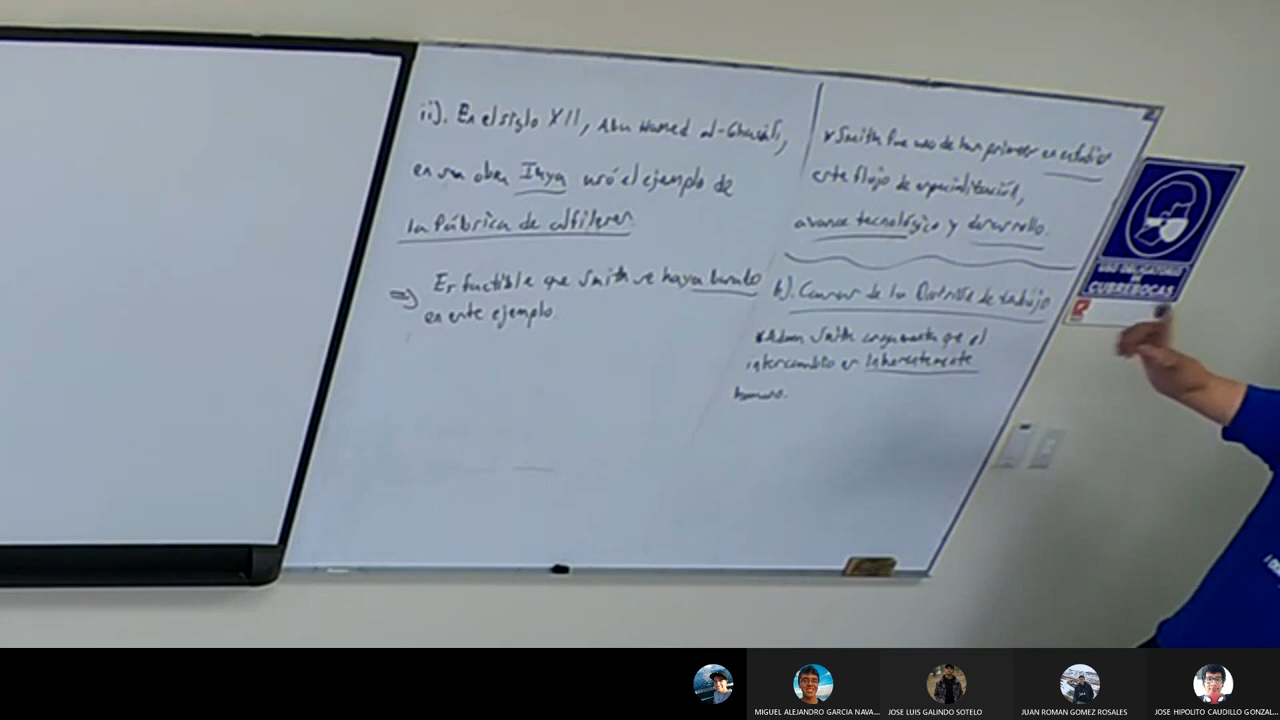 ii). En el siglo XII, Abu Hamed al-Ghazali,
en su obra Ihya usó el ejemplo de
la fábrica de alfileres
=> Es factible que Smith se haya basado
en este ejemplo.
* Smith fue uno de los primeros en estudiar
este flujo de especialización,
avance tecnológico y desarrollo.
b). Causas de la División de trabajo
* Adam Smith argumenta que el
intercambio es inherentemente
humano.
USO OBLIGATORIO
DE
CUBREBOCAS
MIGUEL ALEJANDRO GARCIA NAVA...
JOSE LUIS GALINDO SOTELO
JUAN ROMAN GOMEZ ROSALES
JOSE HIPOLITO CAUDILLO GONZAL...